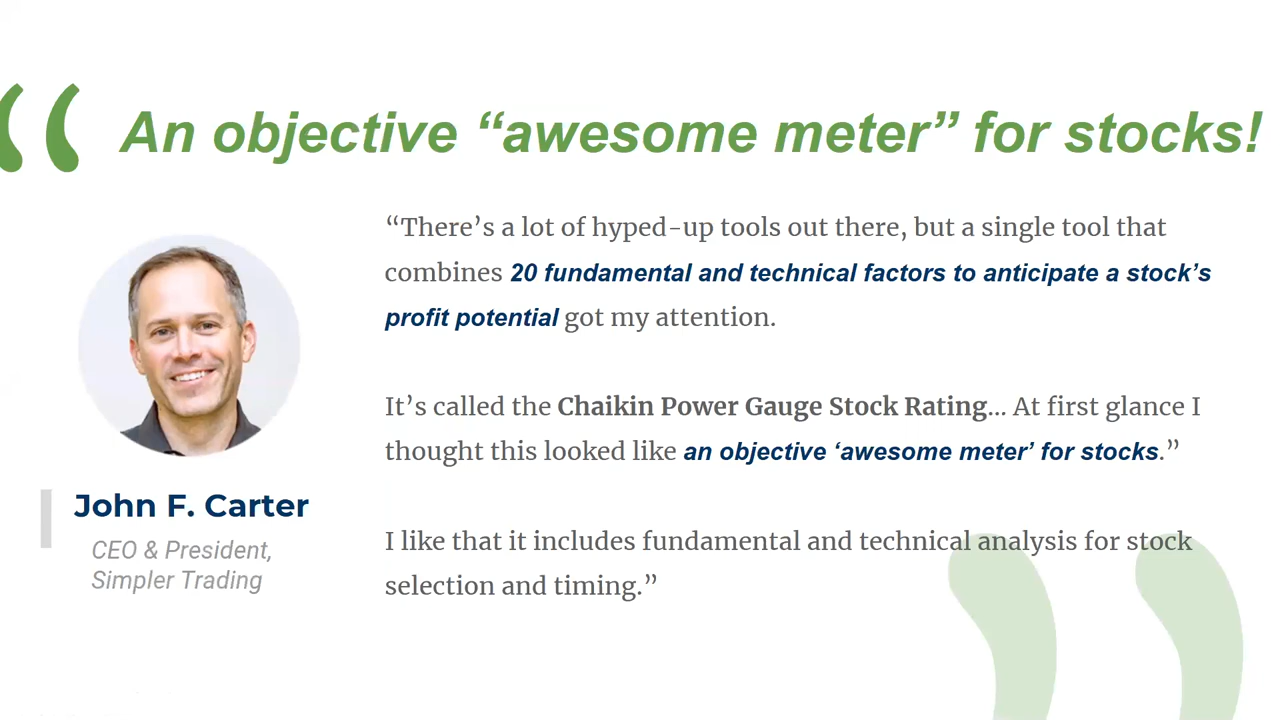 An objective “awesome meter” for stocks!
“There’s a lot of hyped-up tools out there, but a single tool that
combines 20 fundamental and technical factors to anticipate a stock’s
profit potential got my attention.
It’s called the Chaikin Power Gauge Stock Rating... At first glance I
thought this looked like an objective ‘awesome meter’ for stocks.”
I like that it includes fundamental and technical analysis for stock
selection and timing.”
John F. Carter
CEO & President,
Simpler Trading